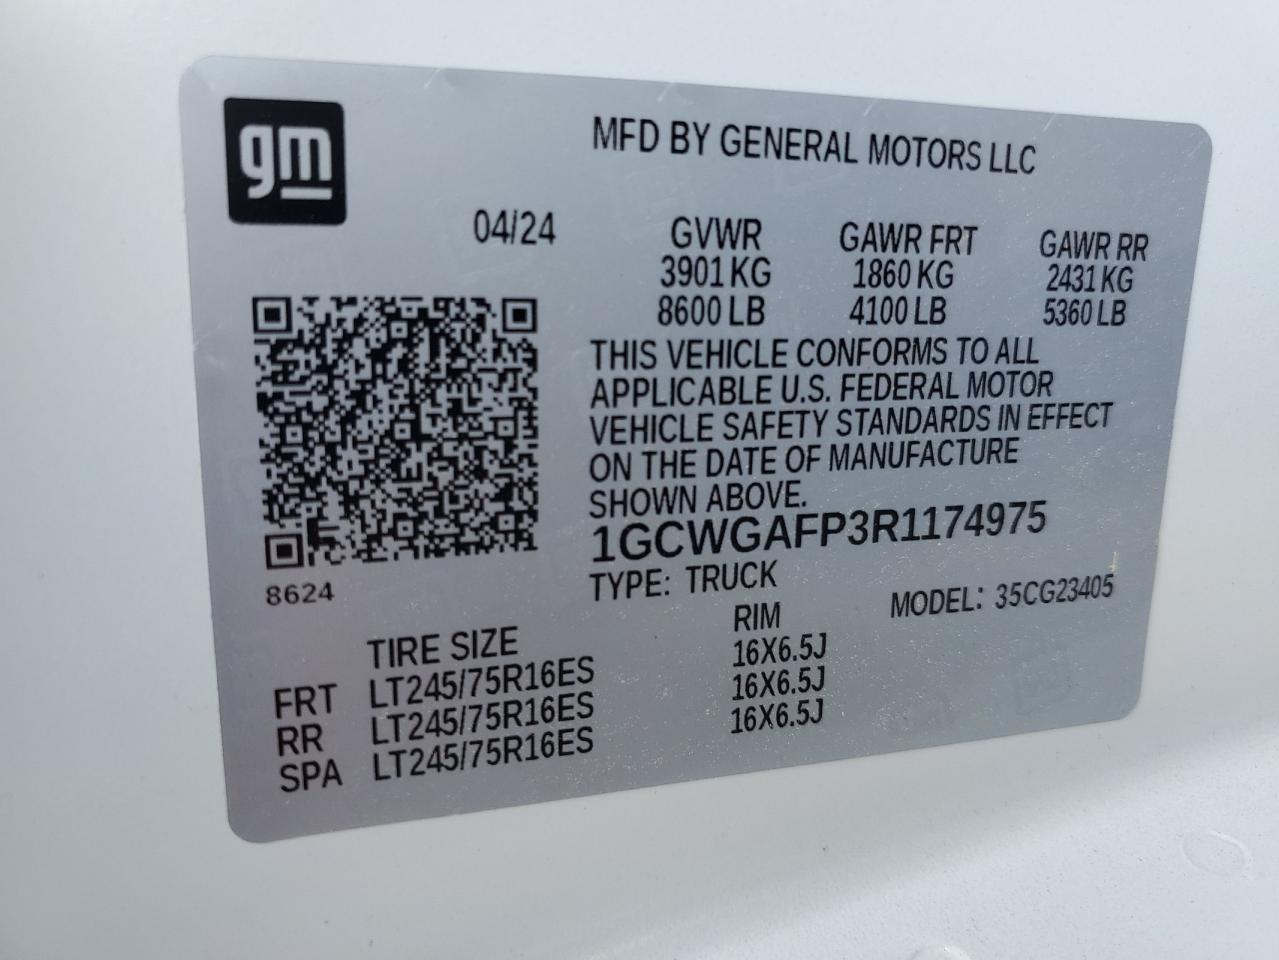 gm
MFD BY GENERAL MOTORS LLC
04/24
GVWR GAWR FRT GAWR RR
3901 KG 1860 KG 2431 KG
8600 LB 4100 LB 5360 LB
THIS VEHICLE CONFORMS TO ALL
APPLICABLE U.S. FEDERAL MOTOR
VEHICLE SAFETY STANDARDS IN EFFECT
ON THE DATE OF MANUFACTURE
SHOWN ABOVE.
1GCWGAFP3R1174975
8624
TYPE: TRUCK MODEL: 35CG23405
TIRE SIZE RIM
FRT LT245/75R16ES 16X6.5J
RR LT245/75R16ES 16X6.5J
SPA LT245/75R16ES 16X6.5J